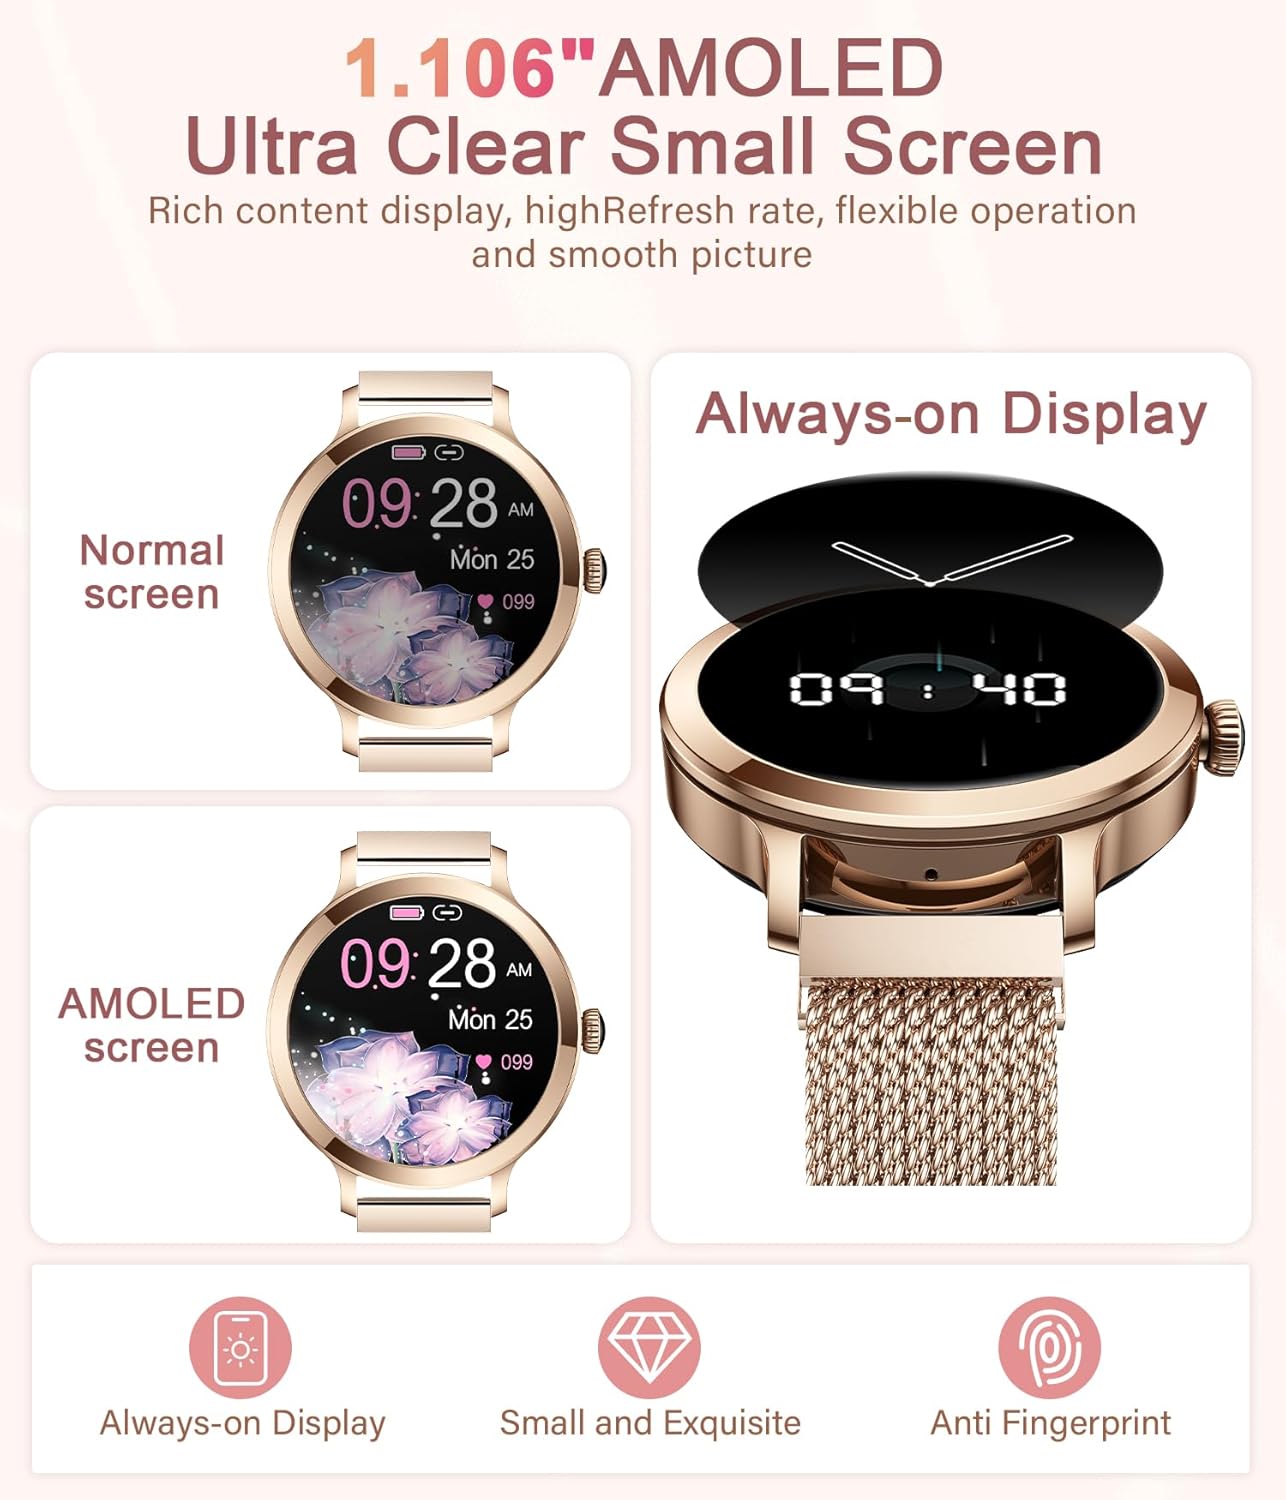 1.106"AMOLED
Ultra Clear Small Screen
Rich content display, highRefresh rate, flexible operation
and smooth picture
Normal
screen
09:28 AM
Mon 25
099
AMOLED
screen
09:28 AM
Mon 25
099
Always-on Display
09:40
Always-on Display
Small and Exquisite
Anti Fingerprint